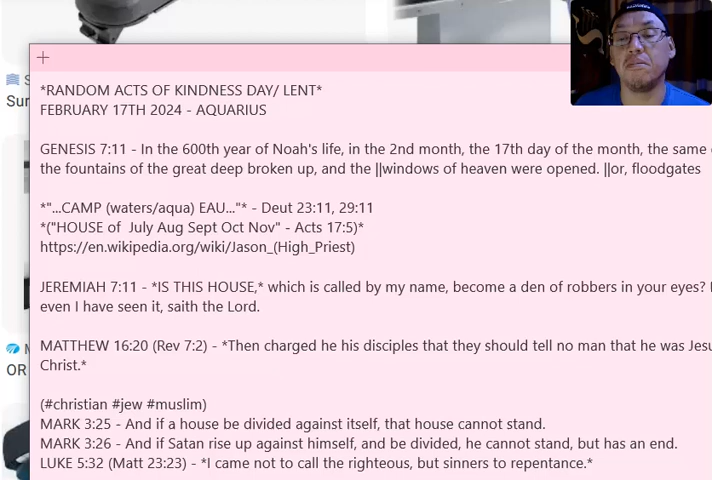 *RANDOM ACTS OF KINDNESS DAY/ LENT*
FEBRUARY 17TH 2024 - AQUARIUS
GENESIS 7:11 - In the 600th year of Noah's life, in the 2nd month, the 17th day of the month, the same
the fountains of the great deep broken up, and the ||windows of heaven were opened. ||or, floodgates
*"...CAMP (waters/aqua) EAU..."* - Deut 23:11, 29:11
*("HOUSE of  July Aug Sept Oct Nov" - Acts 17:5)*
https://en.wikipedia.org/wiki/Jason_(High_Priest)
JEREMIAH 7:11 - *IS THIS HOUSE,* which is called by my name, become a den of robbers in your eyes?
even I have seen it, saith the Lord.
MATTHEW 16:20 (Rev 7:2) - *Then charged he his disciples that they should tell no man that he was Jesu
Christ.*
(#christian #jew #muslim)
MARK 3:25 - And if a house be divided against itself, that house cannot stand.
MARK 3:26 - And if Satan rise up against himself, and be divided, he cannot stand, but has an end.
LUKE 5:32 (Matt 23:23) - *I came not to call the righteous, but sinners to repentance.*
Sur
OR